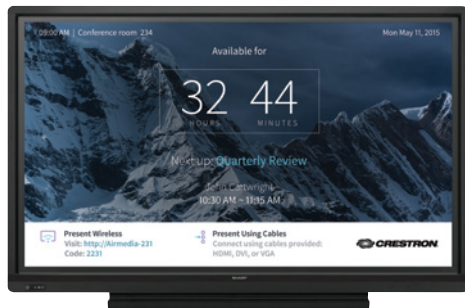 09:00 AM | Conference room 234
Mon May 11, 2015
Available for
32 44
HOURS MINUTES
Next up: Quarterly Review
John Cartwright
10:30 AM ~ 11:15 AM
Present Wireless
Visit: http://Airmedia-231
Code: 2231
Present Using Cables
Connect using cables provided:
HDMI, DVI, or VGA
CRESTRON
SHARP